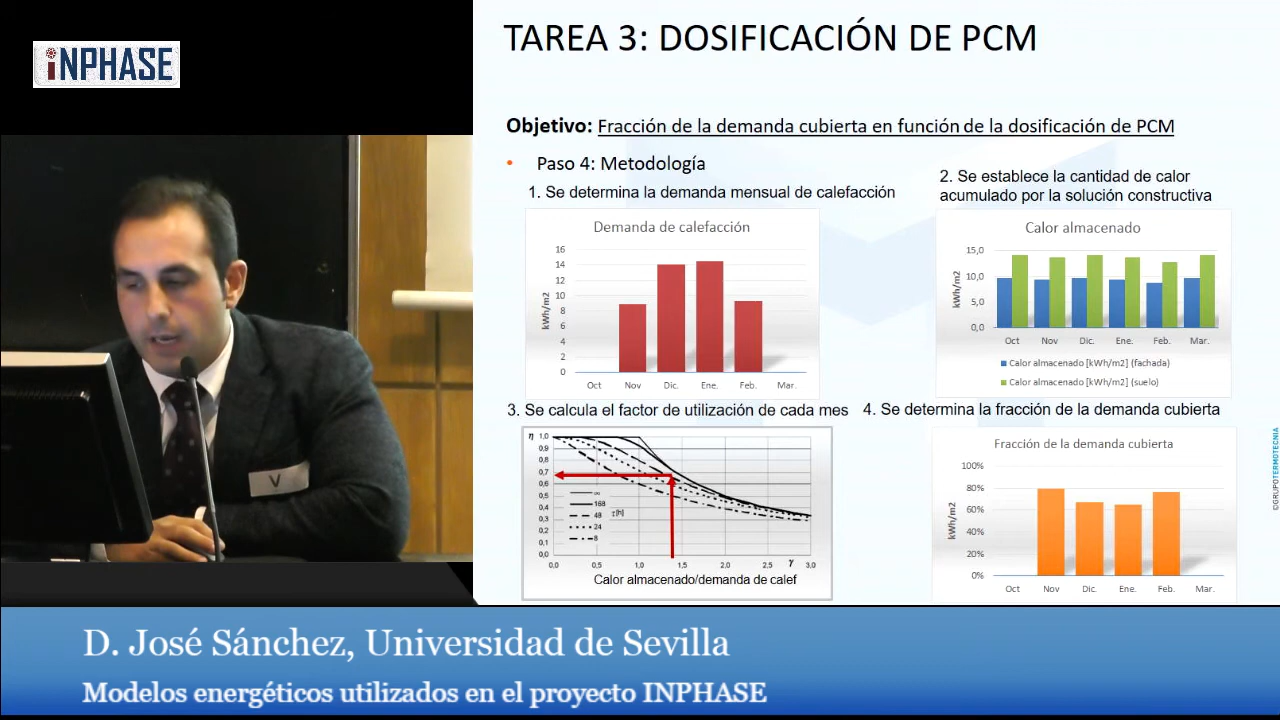 iNPHASE
TAREA 3: DOSIFICACIÓN DE PCM
Objetivo: Fracción de la demanda cubierta en función de la dosificación de PCM
• Paso 4: Metodología
1. Se determina la demanda mensual de calefacción
Demanda de calefacción
kWh/m2
16
14
12
10
8
6
4
2
0
Oct Nov Dic. Ene. Feb. Mar.
2. Se establece la cantidad de calor
acumulado por la solución constructiva
Calor almacenado
kWh/m2
15,0
10,0
5,0
0,0
Oct Nov Dic. Ene. Feb. Mar.
Calor almacenado [kWh/m2] (fachada)
Calor almacenado [kWh/m2] (suelo)
3. Se calcula el factor de utilización de cada mes
η
1,0
0,9
0,8
0,7
0,6
0,5
0,4
0,3
0,2
0,1
0,0
∞
168
48
24
8
τ[h]
0,0 0,5 1,0 1,5 2,0 2,5 γ 3,0
Calor almacenado/demanda de calef
4. Se determina la fracción de la demanda cubierta
Fracción de la demanda cubierta
kWh/m2
100%
80%
60%
40%
20%
0%
Oct Nov Dic. Ene. Feb. Mar.
©GRUPOTERMOTECNIA
V
D. José Sánchez, Universidad de Sevilla
Modelos energéticos utilizados en el proyecto INPHASE